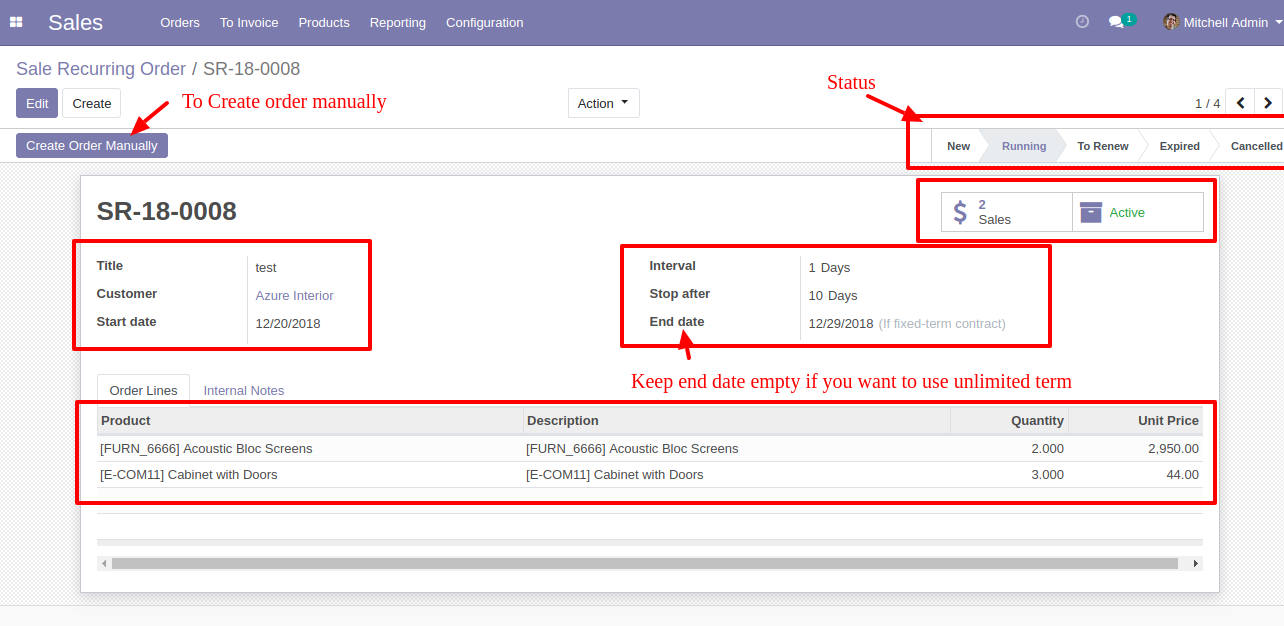 Sales Orders To Invoice Products Reporting Configuration 1 Mitchell Admin
Sale Recurring Order / SR-18-0008
To Create order manually
Status
Edit Create Action 1 / 4
Create Order Manually New Running To Renew Expired Cancelled
SR-18-0008
2
Sales
Active
Title test
Customer Azure Interior
Start date 12/20/2018
Interval 1 Days
Stop after 10 Days
End date 12/29/2018 (If fixed-term contract)
Keep end date empty if you want to use unlimited term
Order Lines Internal Notes
Product Description Quantity Unit Price
[FURN_6666] Acoustic Bloc Screens [FURN_6666] Acoustic Bloc Screens 2.000 2,950.00
[E-COM11] Cabinet with Doors [E-COM11] Cabinet with Doors 3.000 44.00